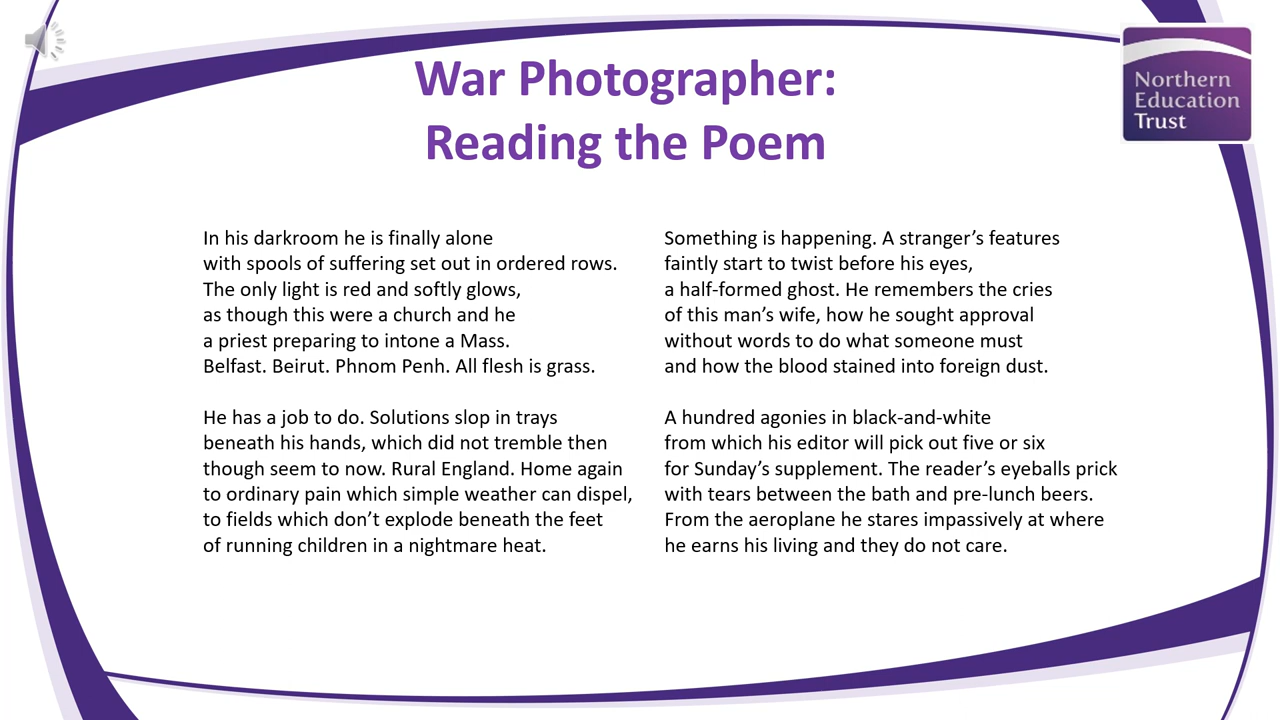 War Photographer:
Reading the Poem
Northern
Education
Trust
In his darkroom he is finally alone
with spools of suffering set out in ordered rows.
The only light is red and softly glows,
as though this were a church and he
a priest preparing to intone a Mass.
Belfast. Beirut. Phnom Penh. All flesh is grass.
He has a job to do. Solutions slop in trays
beneath his hands, which did not tremble then
though seem to now. Rural England. Home again
to ordinary pain which simple weather can dispel,
to fields which don’t explode beneath the feet
of running children in a nightmare heat.
Something is happening. A stranger’s features
faintly start to twist before his eyes,
a half-formed ghost. He remembers the cries
of this man’s wife, how he sought approval
without words to do what someone must
and how the blood stained into foreign dust.
A hundred agonies in black-and-white
from which his editor will pick out five or six
for Sunday’s supplement. The reader’s eyeballs prick
with tears between the bath and pre-lunch beers.
From the aeroplane he stares impassively at where
he earns his living and they do not care.